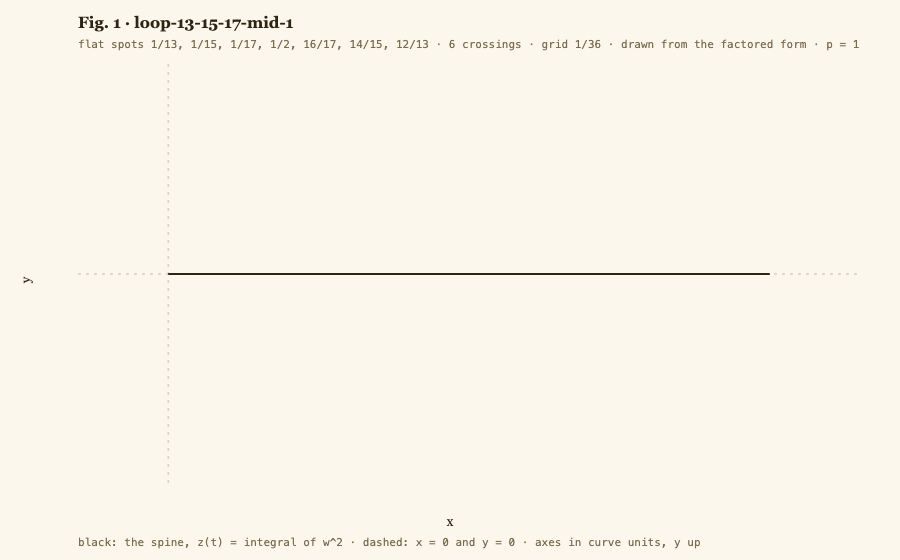 Fig. 1 · loop-13-15-17-mid-1
flat spots 1/13, 1/15, 1/17, 1/2, 16/17, 14/15, 12/13 · 6 crossings · grid 1/36 · drawn from the factored form · p = 1
y
x
black: the spine, z(t) = integral of w^2 · dashed: x = 0 and y = 0 · axes in curve units, y up